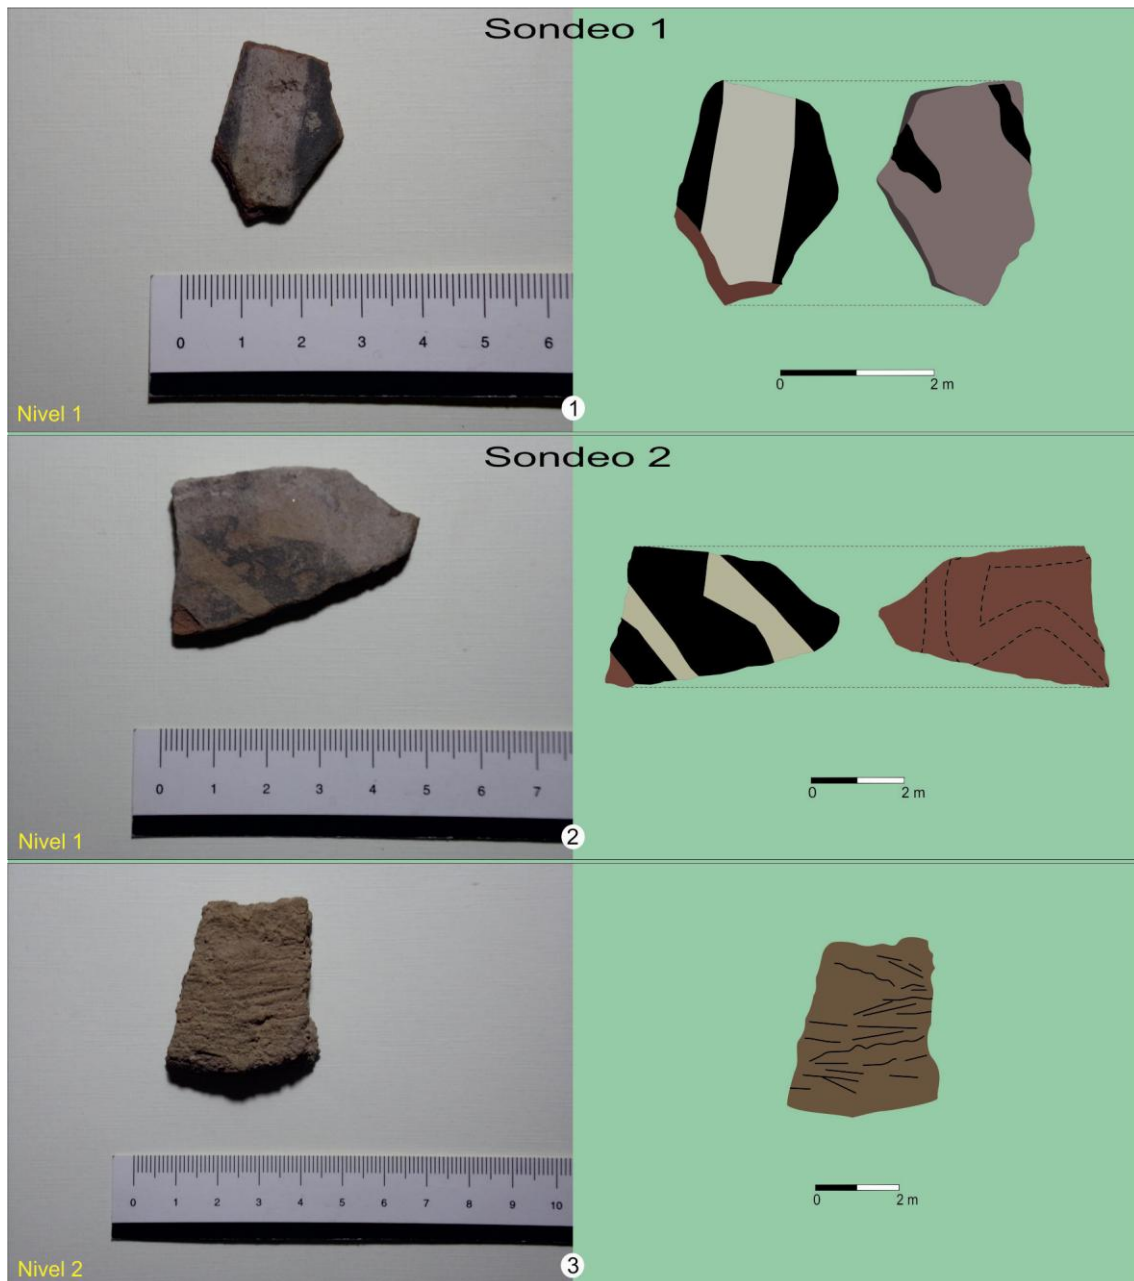 Sondeo 1
0 1 2 3 4 5 6
0 2 m
Nivel 1
1
Sondeo 2
0 1 2 3 4 5 6 7
0 2 m
Nivel 1
2
0 1 2 3 4 5 6 7 8 9 10
0 2 m
Nivel 2
3